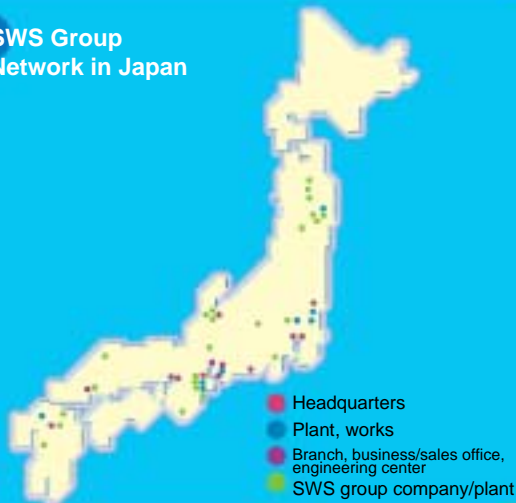 SWS Group
Network in Japan
Headquarters
Plant, works
Branch, business/sales office,
engineering center
SWS group company/plant